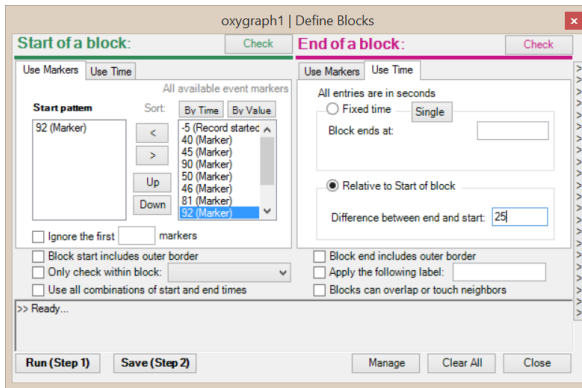 oxygraph1 | Define Blocks
x
Start of a block:
Check
Use Markers
Use Time
All available event markers
Start pattern
Sort:
By Time
By Value
92 (Marker)
<
>
Up
Down
-5 (Record started
40 (Marker)
45 (Marker)
90 (Marker)
50 (Marker)
46 (Marker)
81 (Marker)
92 (Marker)
Ignore the first
markers
Block start includes outer border
Only check within block:
Use all combinations of start and end times
End of a block:
Check
Use Markers
Use Time
All entries are in seconds
Fixed time
Single
Block ends at:
Relative to Start of block
Difference between end and start:
25
Block end includes outer border
Apply the following label:
Blocks can overlap or touch neighbors
>> Ready...
Run (Step 1)
Save (Step 2)
Manage
Clear All
Close